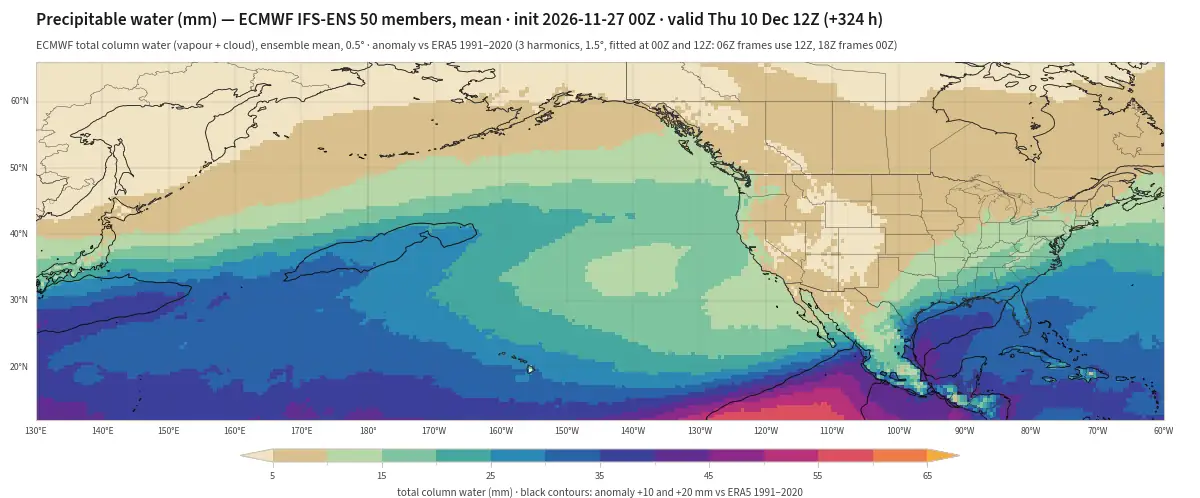 Precipitable water (mm) — ECMWF IFS-ENS 50 members, mean · init 2026-11-27 00Z · valid Thu 10 Dec 12Z (+324 h)
ECMWF total column water (vapour + cloud), ensemble mean, 0.5° · anomaly vs ERA5 1991–2020 (3 harmonics, 1.5°, fitted at 00Z and 12Z: 06Z frames use 12Z, 18Z frames 00Z)
60°N
50°N
40°N
30°N
20°N
130°E 140°E 150°E 160°E 170°E 180° 170°W 160°W 150°W 140°W 130°W 120°W 110°W 100°W 90°W 80°W 70°W 60°W
5 15 25 35 45 55 65
total column water (mm) · black contours: anomaly +10 and +20 mm vs ERA5 1991–2020